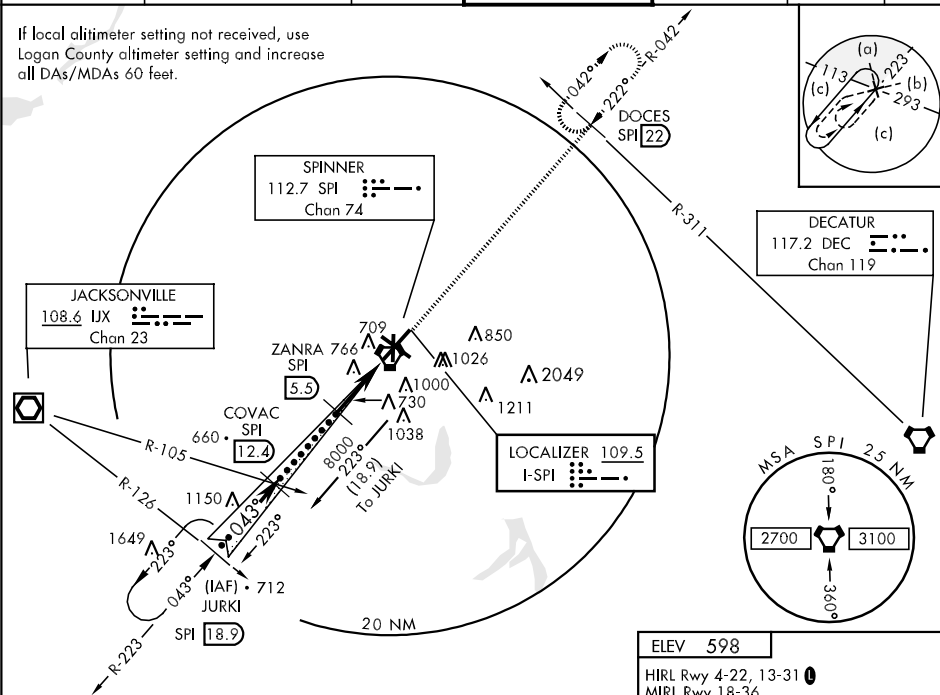 If local altimeter setting not received, use
Logan County altimeter setting and increase
all DAs/MDAs 60 feet.
R-042
042°
222°
DOCES
SPI 22
(a)
113
223
(c)
(b)
293
(c)
SPINNER
112.7 SPI
Chan 74
R-311
DECATUR
117.2 DEC
Chan 119
JACKSONVILLE
108.6 IJX
Chan 23
709
766
850
1026
ZANRA
SPI
5.5
1000
2049
730
1211
1038
COVAC
SPI
12.4
660
R-105
8000
223°
(18.9)
To JURKI
LOCALIZER 109.5
I-SPI
R-126
1150
043°
223°
1649
223°
043°
(IAF)
712
JURKI
SPI 18.9
R-223
20 NM
MSA SPI 25 NM
180°
2700
3100
360°
ELEV 598
HIRL Rwy 4-22, 13-31 L
MIRL Rwy 18-36